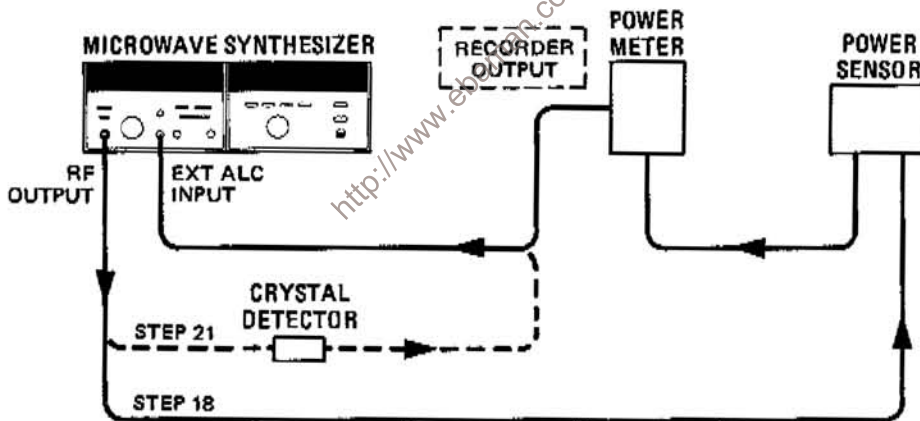 MICROWAVE SYNTHESIZER
RECORDER
OUTPUT
POWER
METER
POWER
SENSOR
RF
OUTPUT
EXT ALC
INPUT
CRYSTAL
DETECTOR
STEP 21
STEP 18